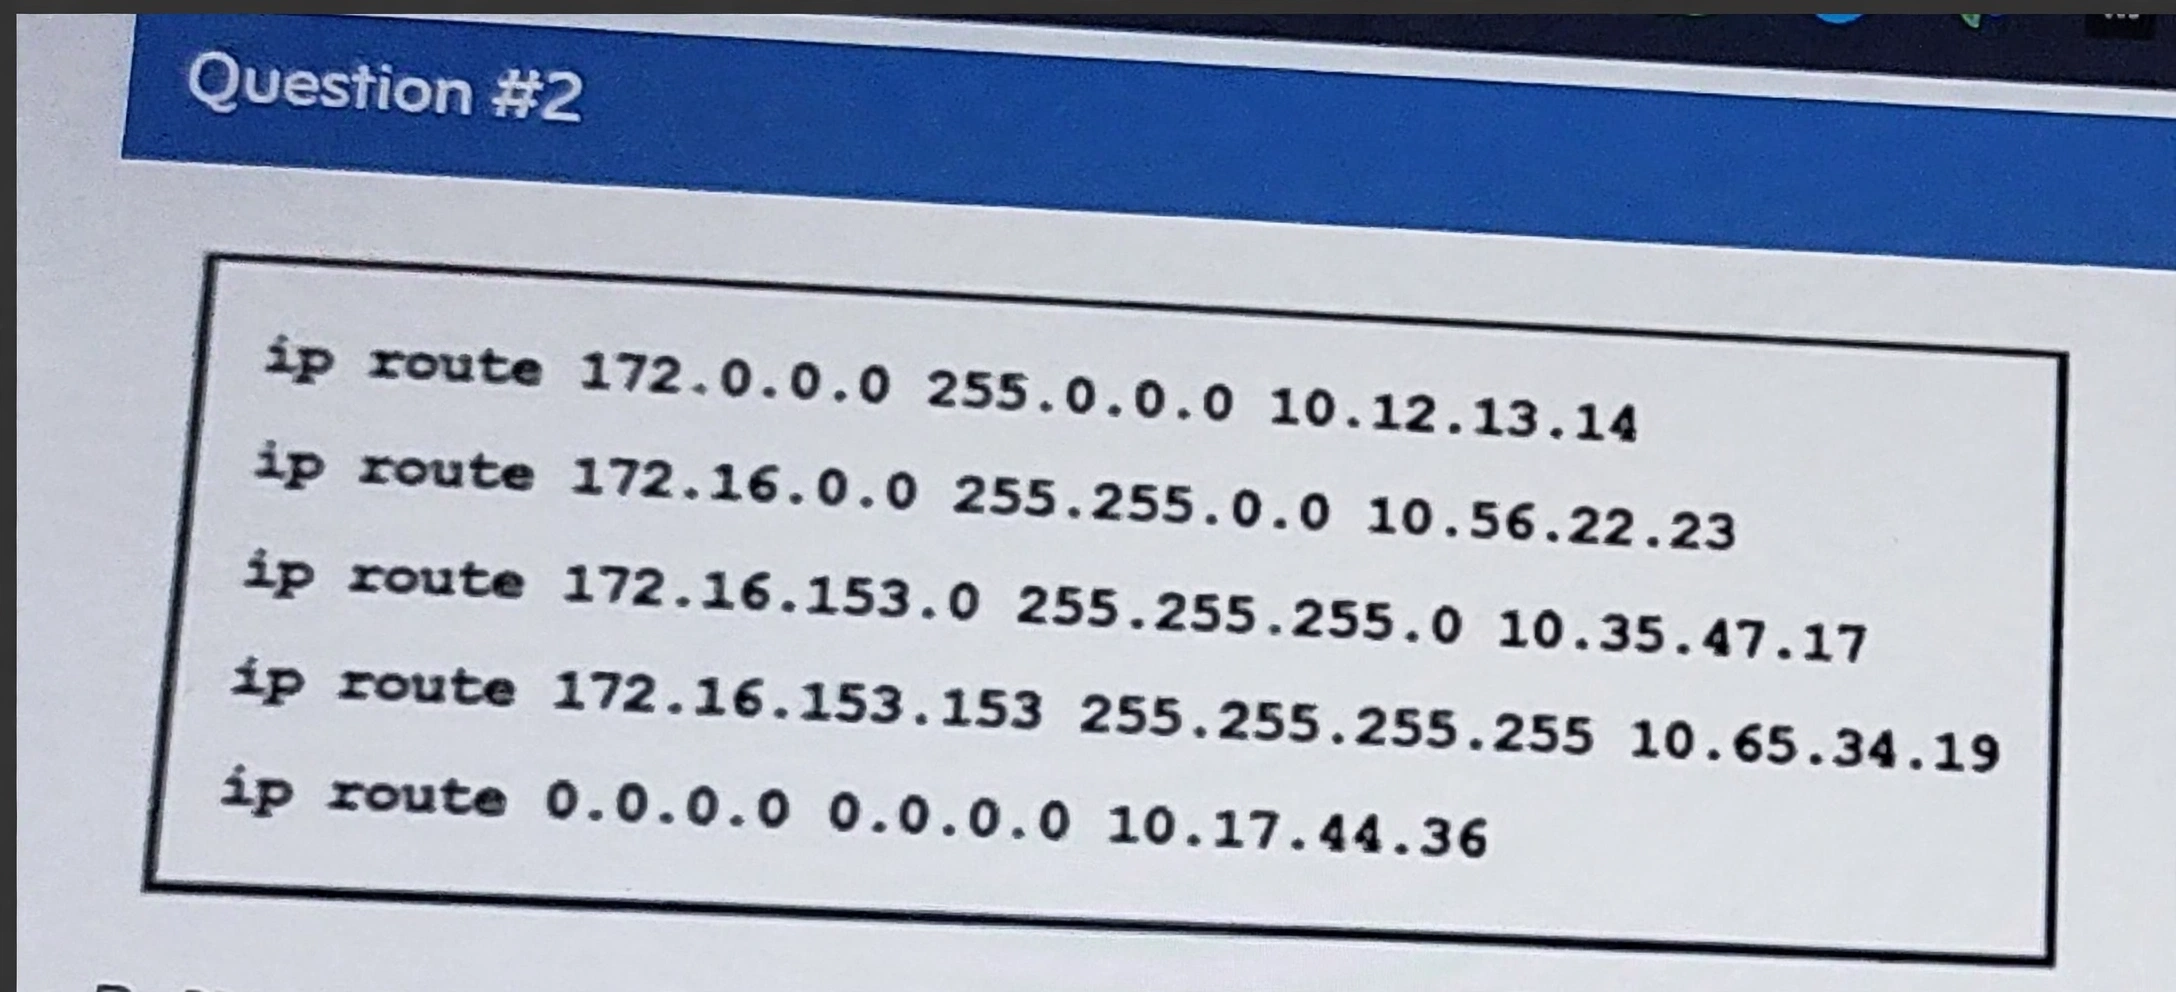 Question #2
ip route 172.0.0.0 255.0.0.0 10.12.13.14
ip route 172.16.0.0 255.255.0.0 10.56.22.23
ip route 172.16.153.0 255.255.255.0 10.35.47.17
ip route 172.16.153.153 255.255.255.255 10.65.34.19
ip route 0.0.0.0 0.0.0.0 10.17.44.36